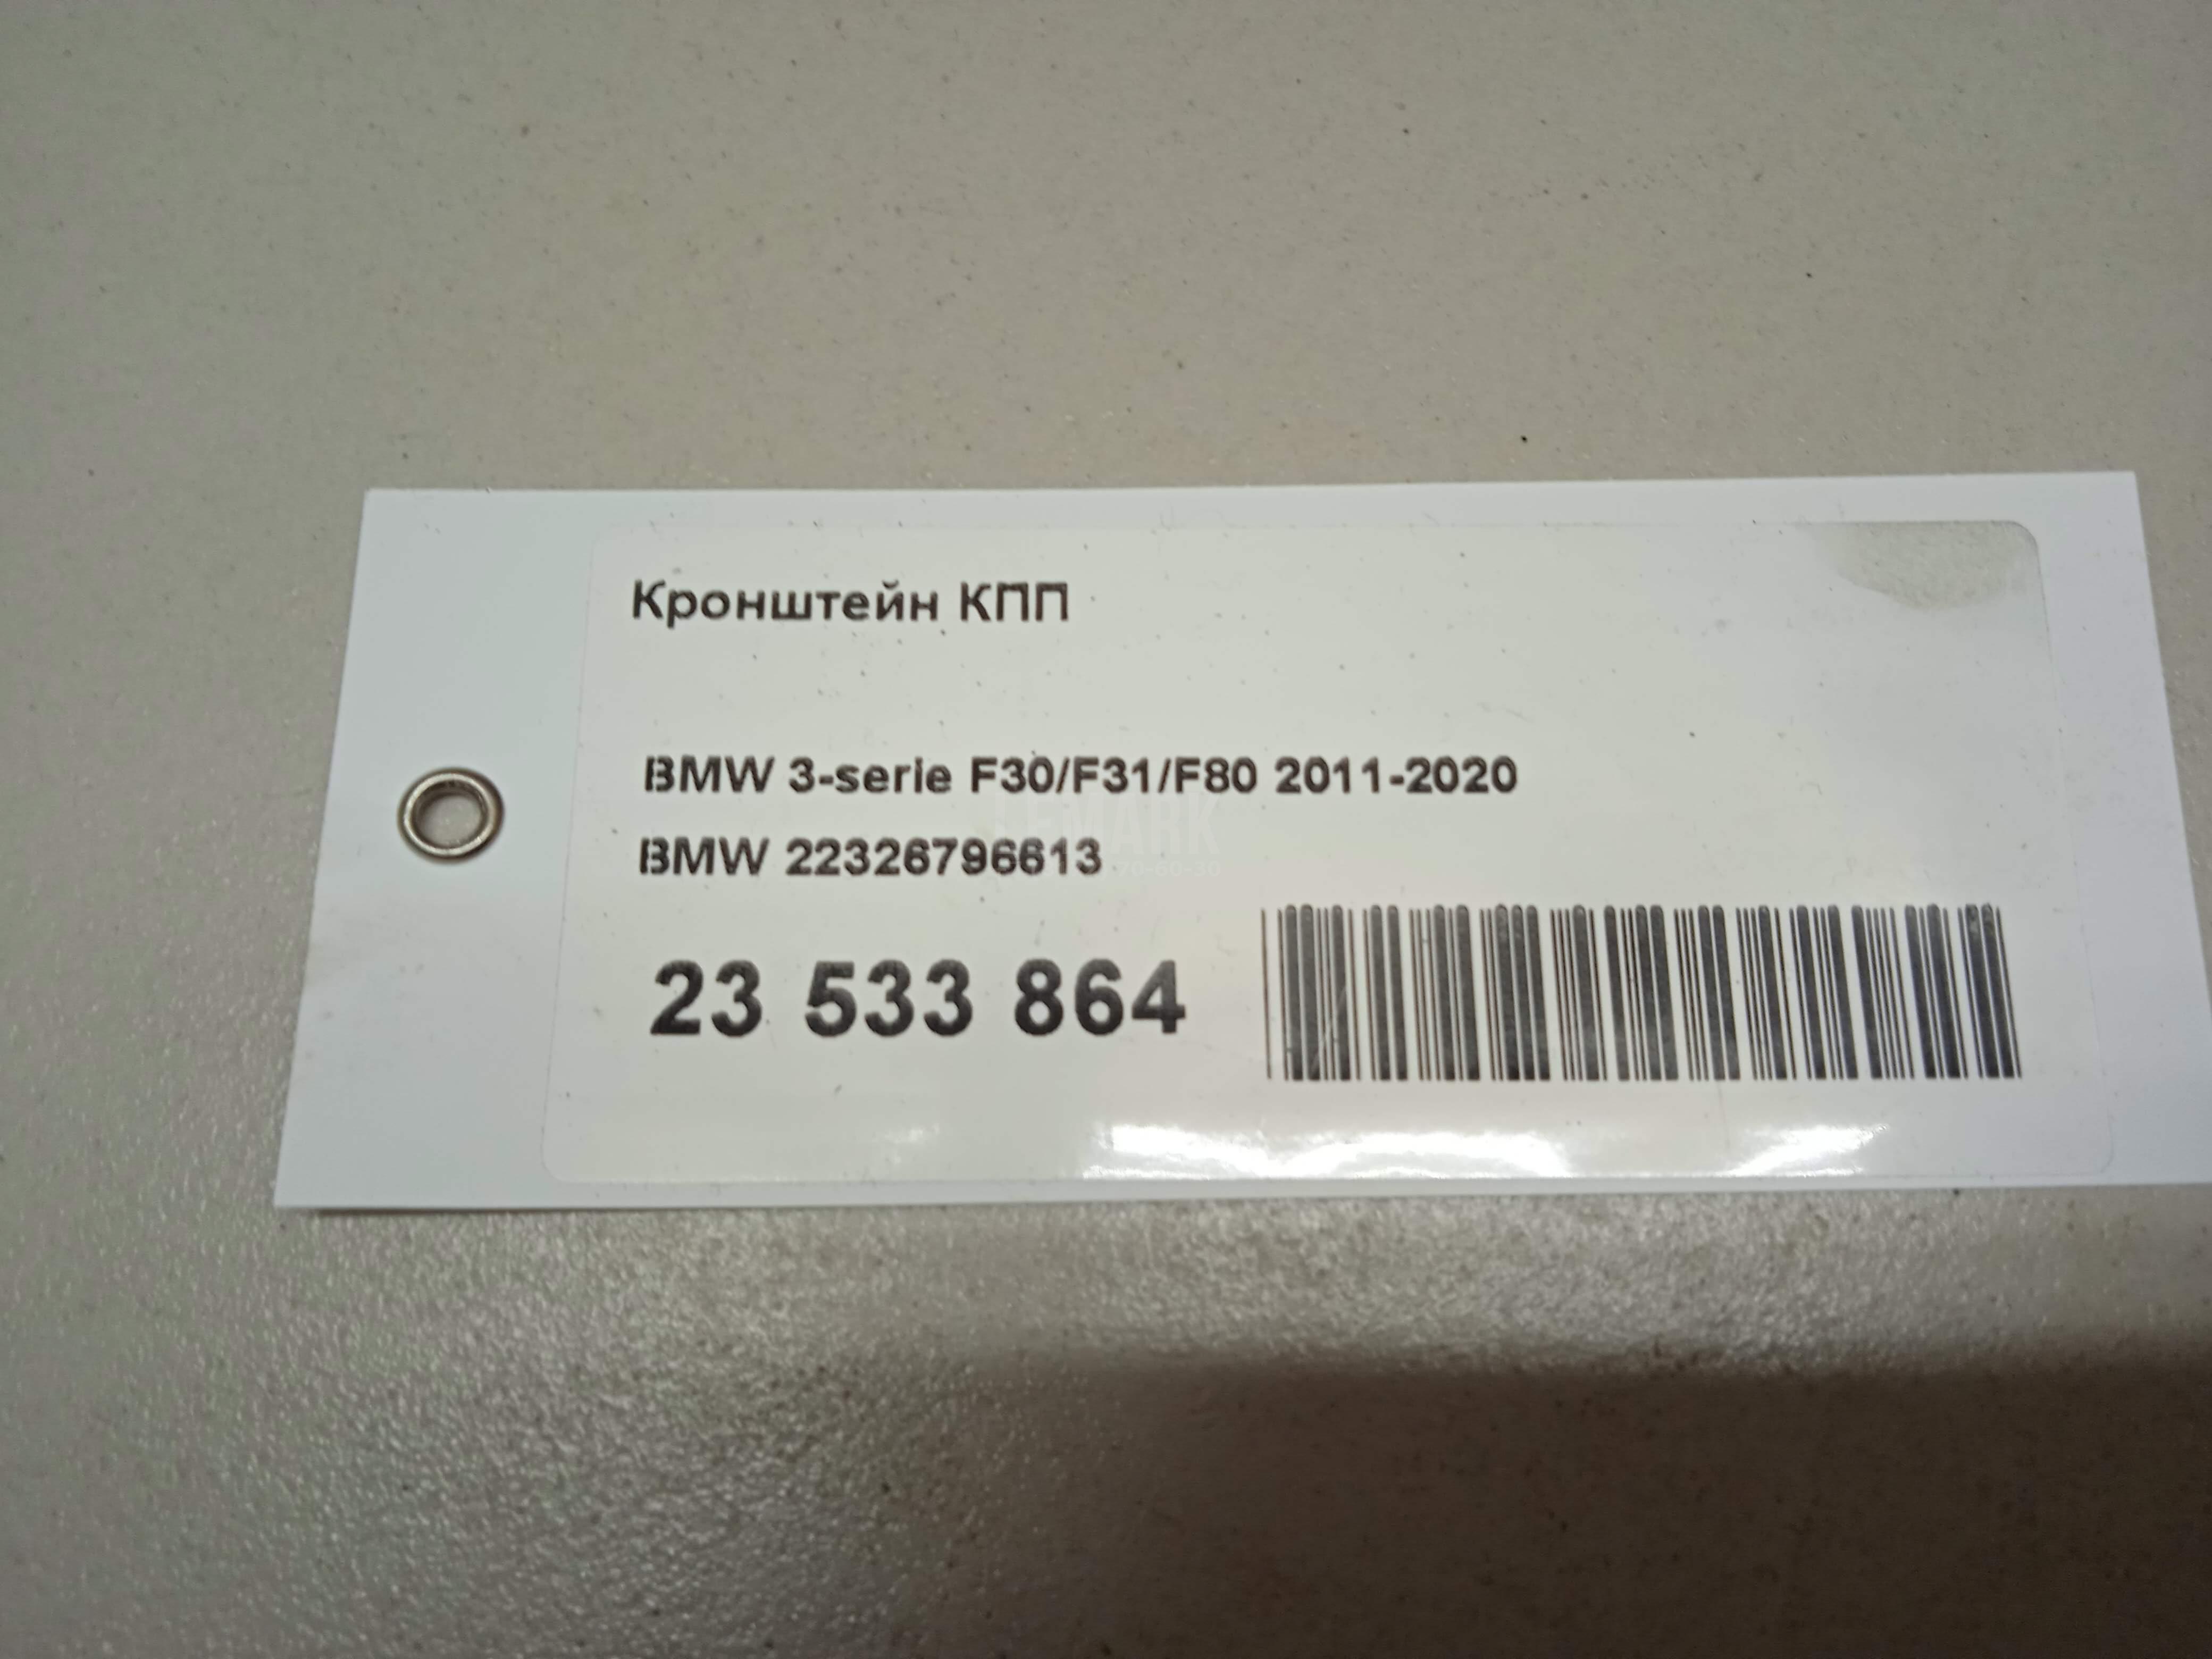 Кронштейн КПП
BMW 3-serie F30/F31/F80 2011-2020
BMW 22326796613
23 533 864